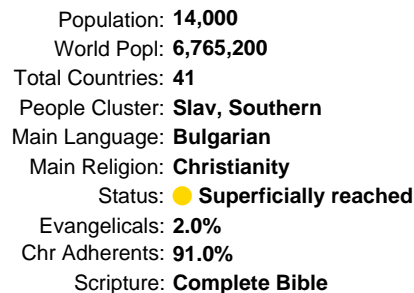 Population: 14,000
World Popl: 6,765,200
Total Countries: 41
People Cluster: Slav, Southern
Main Language: Bulgarian
Main Religion: Christianity
Status: Superficially reached
Evangelicals: 2.0%
Chr Adherents: 91.0%
Scripture: Complete Bible